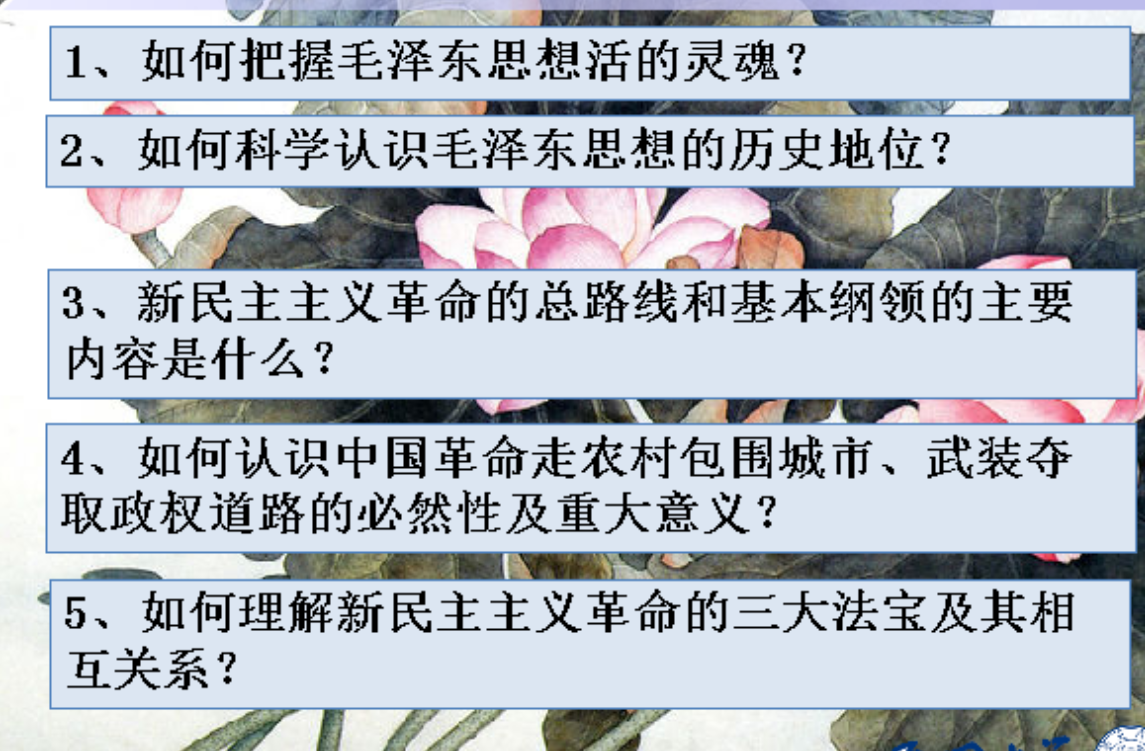 1、如何把握毛泽东思想活的灵魂？
2、如何科学认识毛泽东思想的历史地位？
3、新民主主义革命的总路线和基本纲领的主要
内容是什么？
4、如何认识中国革命走农村包围城市、武装夺
取政权道路的必然性及重大意义？
5、如何理解新民主主义革命的三大法宝及其相
互关系？